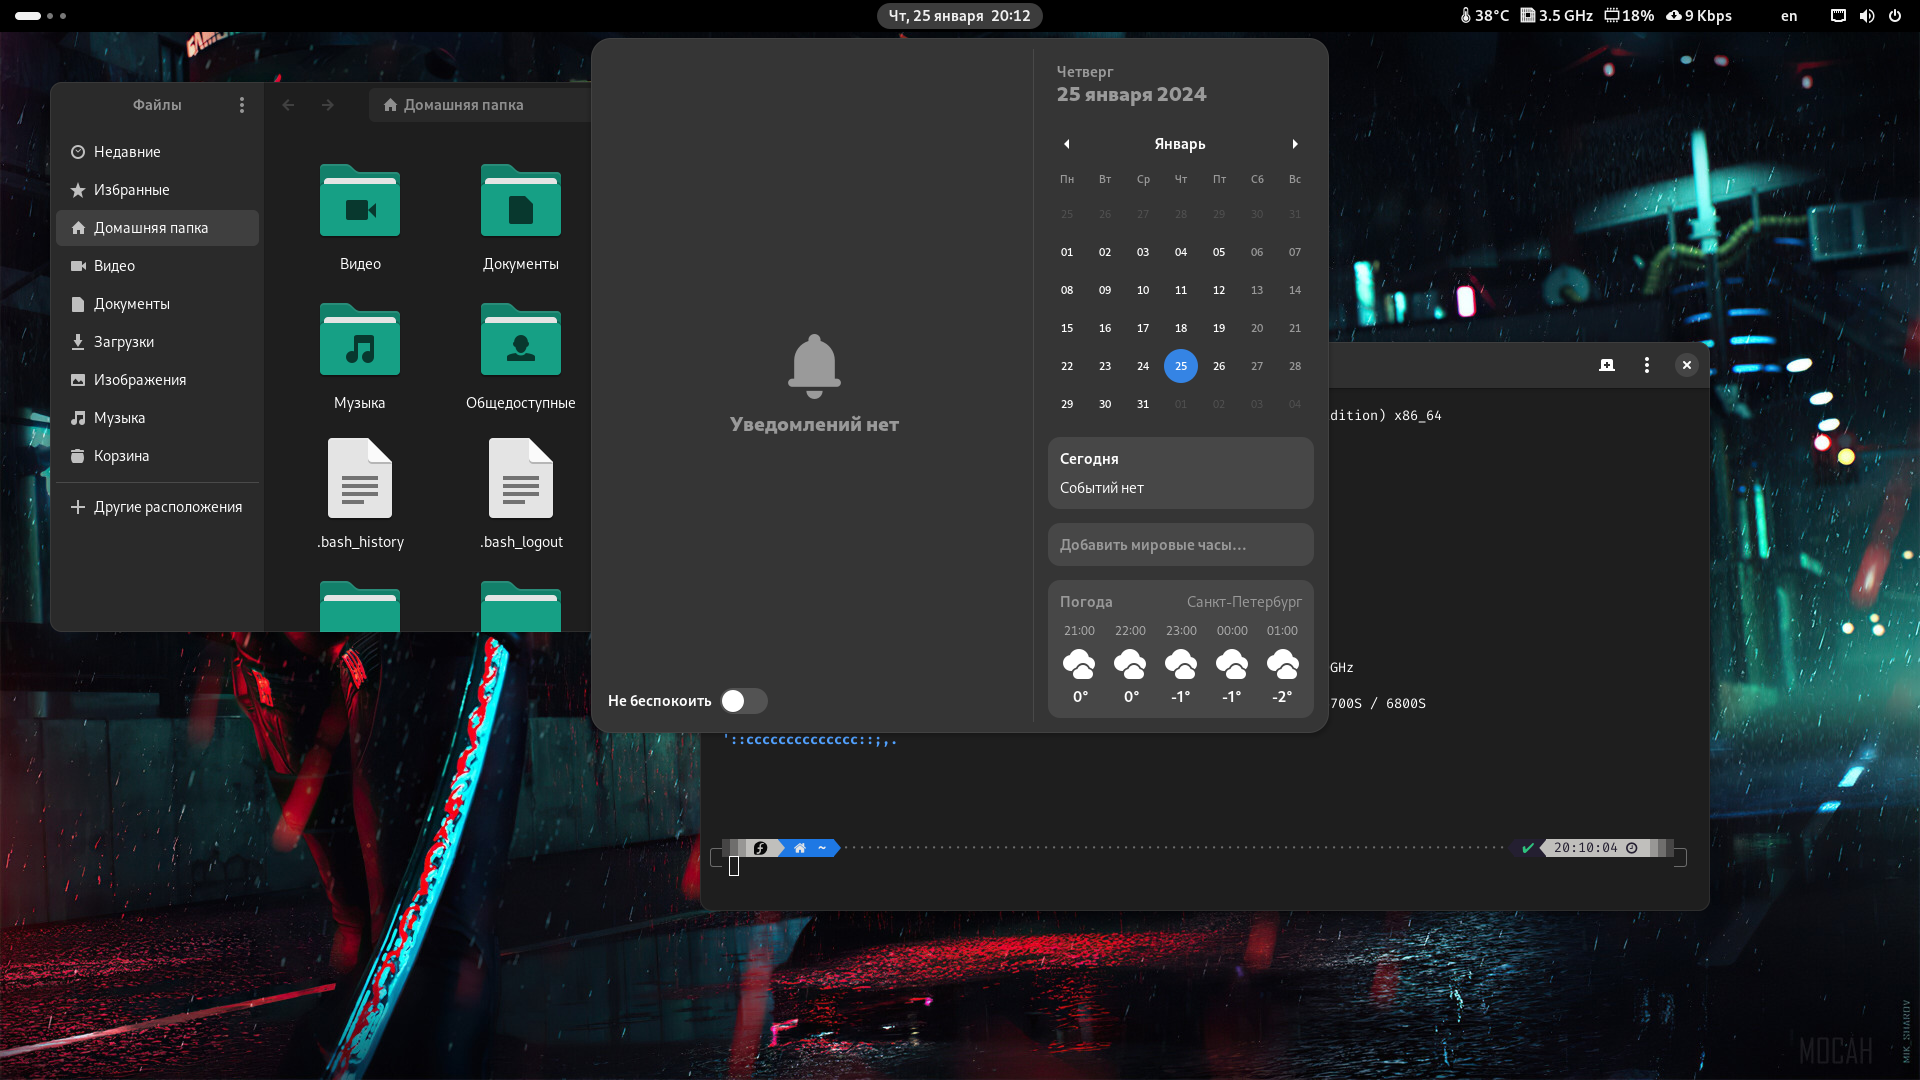 Чт, 25 января 20:12
38°C 3.5 GHz 18% 9 Kbps en
Файлы
Домашняя папка
Недавние
Избранные
Домашняя папка
Видео
Документы
Загрузки
Изображения
Музыка
Корзина
Другие расположения
Видео
Документы
Музыка
Общедоступные
.bash_history
.bash_logout
Уведомлений нет
Не беспокоить
Четверг
25 января 2024
Январь
Пн Вт Ср Чт Пт Сб Вс
25 26 27 28 29 30 31
01 02 03 04 05 06 07
08 09 10 11 12 13 14
15 16 17 18 19 20 21
22 23 24 25 26 27 28
29 30 31 01 02 03 04
Сегодня
Событий нет
Добавить мировые часы...
Погода Санкт-Петербург
21:00 22:00 23:00 00:00 01:00
0° 0° -1° -1° -2°
dition) x86_64
GHz
700S / 6800S
'::cccccccccccccc::;,.
~
20:10:04
MOCAH
MIK_SHAROV